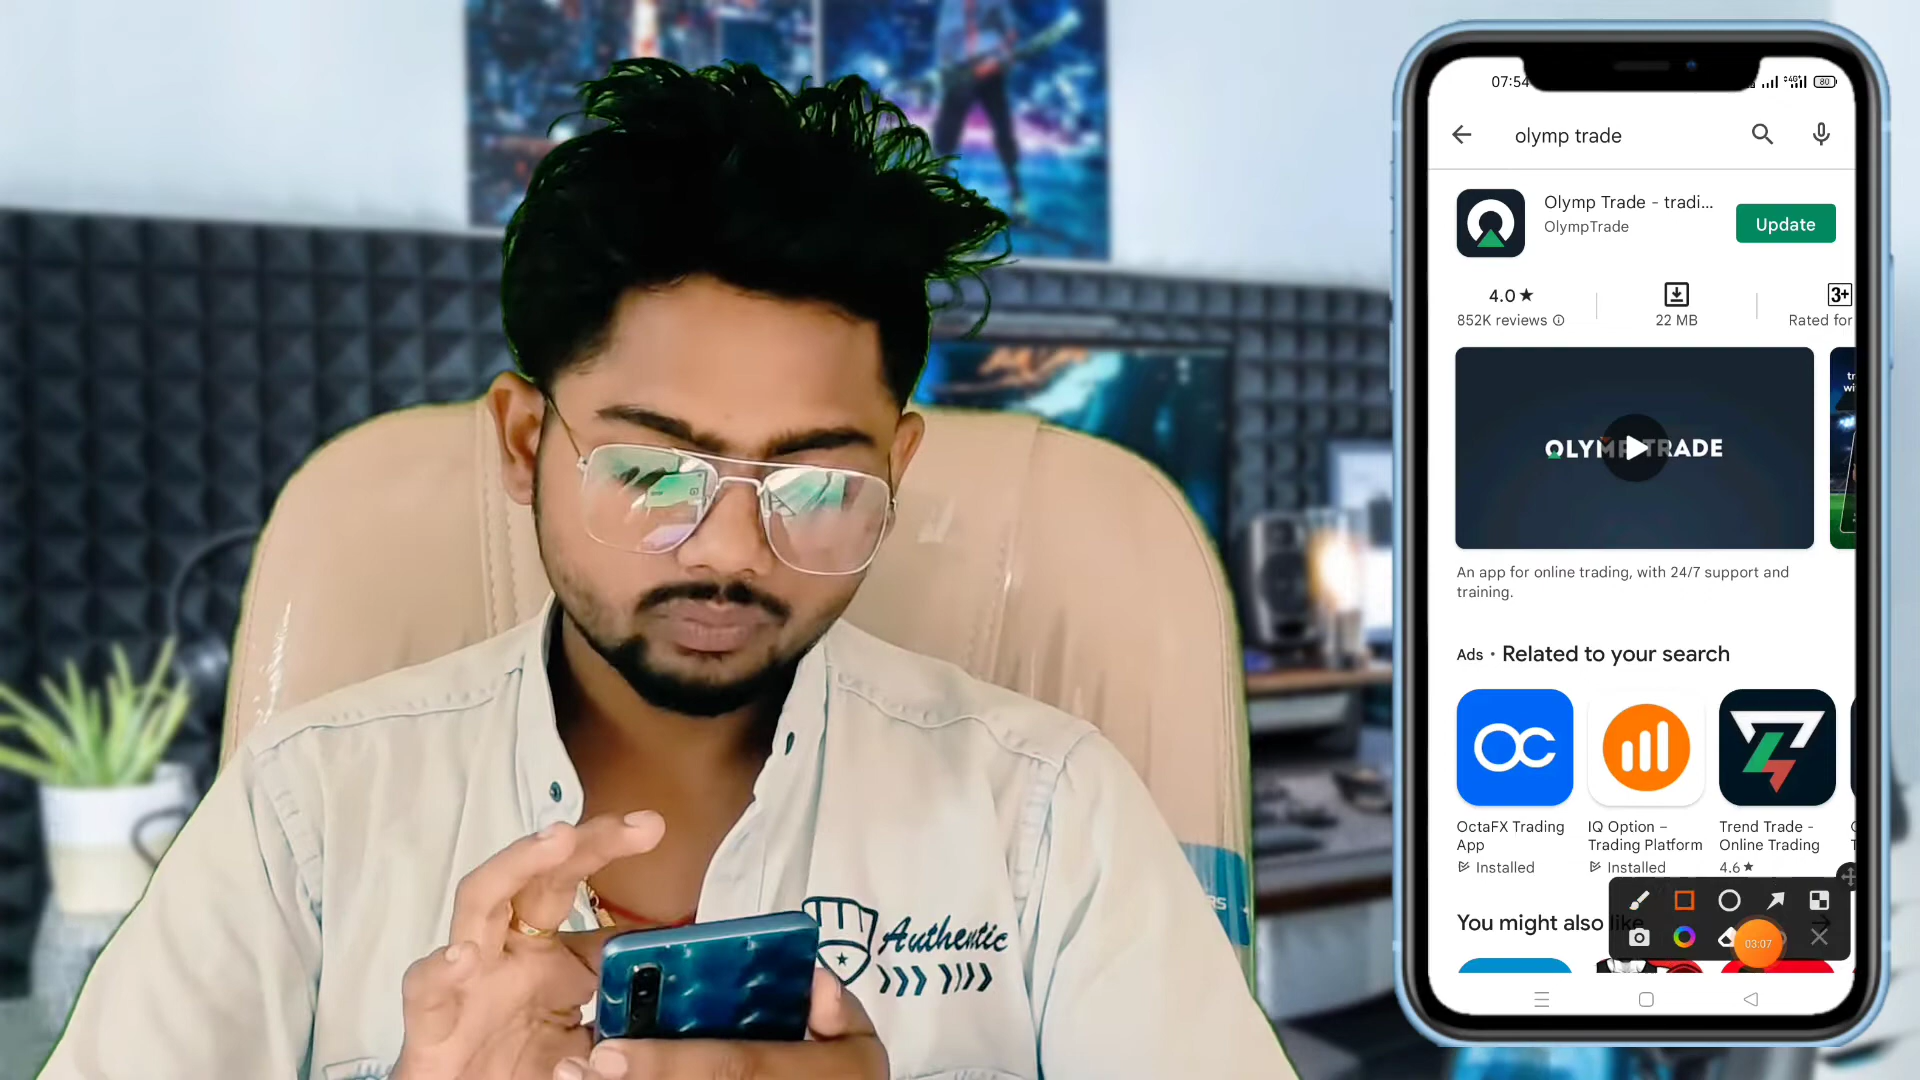 07:54
4G+
80
olymp trade
Olymp Trade - tradi...
OlympTrade
Update
4.0★
852K reviews
22 MB
3+
Rated for
OLYMP TRADE
An app for online trading, with 24/7 support and
training.
Ads • Related to your search
OctaFX Trading
App
Installed
IQ Option –
Trading Platform
Installed
Trend Trade -
Online Trading
4.6★
You might also like
03:07
Authentic